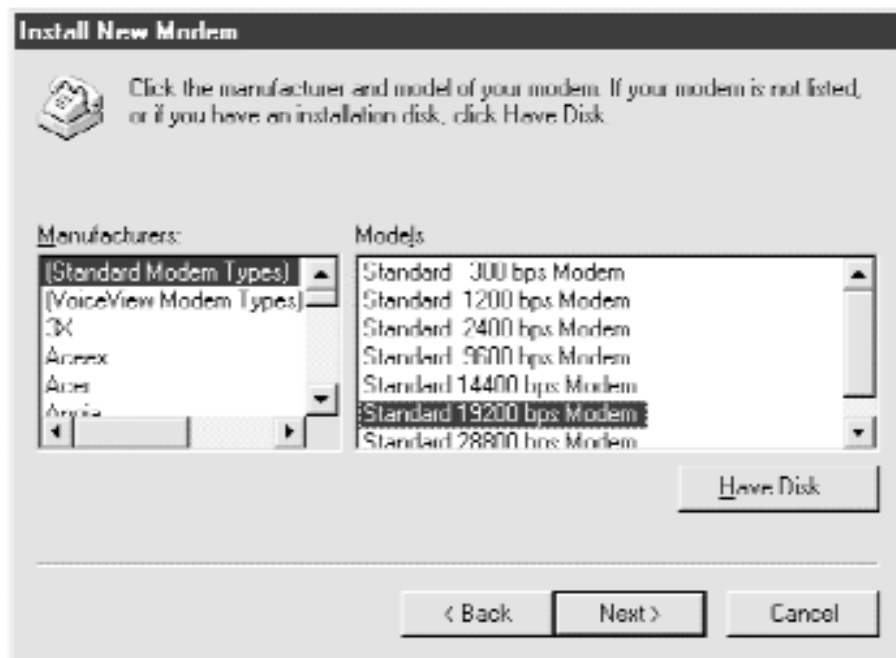 Install New Modem
Click the manufacturer and model of your modem. If your modem is not listed,
or if you have an installation disk, click Have Disk.
Manufacturers:
(Standard Modem Types)
(VoiceView Modem Types)
3X
Aceex
Acer
Models
Standard 300 bps Modem
Standard 1200 bps Modem
Standard 2400 bps Modem
Standard 9600 bps Modem
Standard 14400 bps Modem
Standard 19200 bps Modem
Standard 28800 bps Modem
Have Disk
< Back
Next >
Cancel